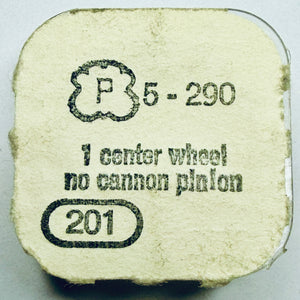 P 5-290
1 center wheel
no cannon pinion
201